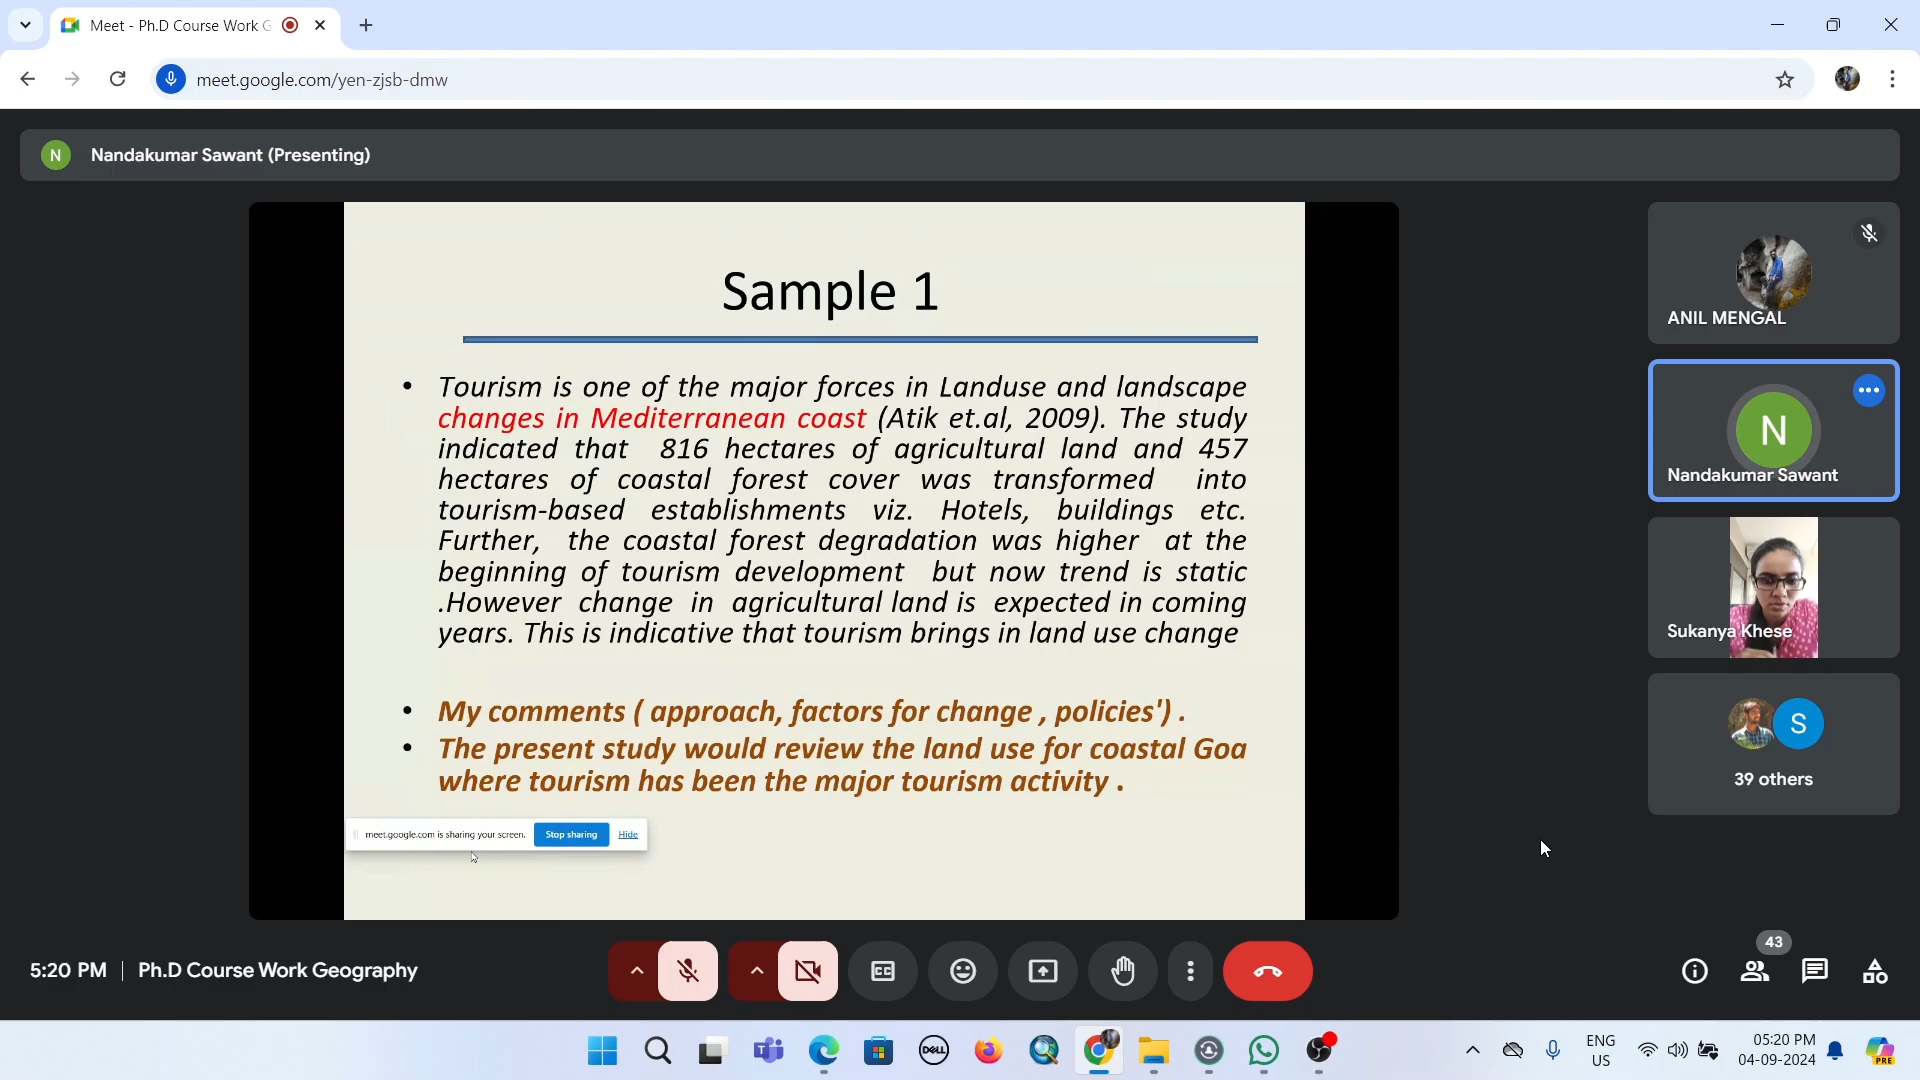 Meet - Ph.D Course Work G
meet.google.com/yen-zjsb-dmw
N Nandakumar Sawant (Presenting)
Sample 1
• Tourism is one of the major forces in Landuse and landscape
changes in Mediterranean coast (Atik et.al, 2009). The study
indicated that 816 hectares of agricultural land and 457
hectares of coastal forest cover was transformed into
tourism-based establishments viz. Hotels, buildings etc.
Further, the coastal forest degradation was higher at the
beginning of tourism development but now trend is static
.However change in agricultural land is expected in coming
years. This is indicative that tourism brings in land use change
• My comments ( approach, factors for change , policies') .
• The present study would review the land use for coastal Goa
where tourism has been the major tourism activity .
meet.google.com is sharing your screen. Stop sharing Hide
ANIL MENGAL
N
Nandakumar Sawant
Sukanya Khese
S
39 others
5:20 PM | Ph.D Course Work Geography
CC
43
DELL
ENG
US
05:20 PM
04-09-2024
PRE